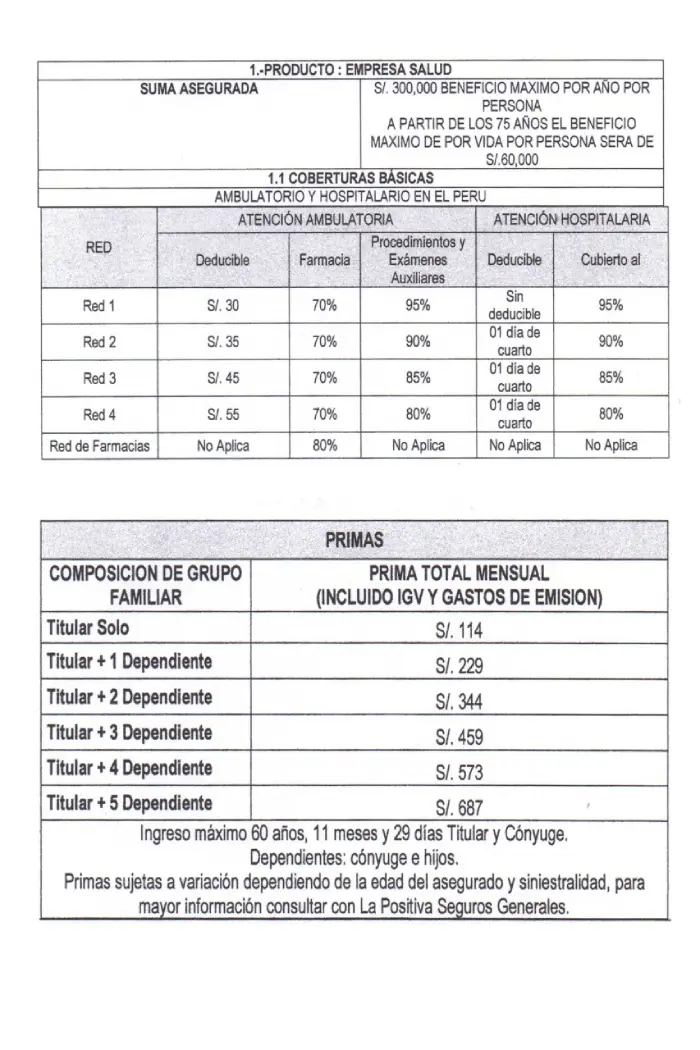 1.-PRODUCTO : EMPRESA SALUD
SUMA ASEGURADA
S/. 300,000 BENEFICIO MAXIMO POR AÑO POR
PERSONA
A PARTIR DE LOS 75 AÑOS EL BENEFICIO
MAXIMO DE POR VIDA POR PERSONA SERA DE
S/.60,000
1.1 COBERTURAS BÁSICAS
AMBULATORIO Y HOSPITALARIO EN EL PERU
RED
ATENCIÓN AMBULATORIA
ATENCIÓN HOSPITALARIA
Deducible
Farmacia
Procedimientos y
Exámenes
Auxiliares
Deducible
Cubierto al
Red 1
S/. 30
70%
95%
Sin
deducible
95%
Red 2
S/. 35
70%
90%
01 día de
cuarto
90%
Red 3
S/. 45
70%
85%
01 día de
cuarto
85%
Red 4
S/. 55
70%
80%
01 día de
cuarto
80%
Red de Farmacias
No Aplica
80%
No Aplica
No Aplica
No Aplica
PRIMAS
COMPOSICION DE GRUPO
FAMILIAR
PRIMA TOTAL MENSUAL
(INCLUIDO IGV Y GASTOS DE EMISION)
Titular Solo
S/. 114
Titular + 1 Dependiente
S/. 229
Titular + 2 Dependiente
S/. 344
Titular + 3 Dependiente
S/. 459
Titular + 4 Dependiente
S/. 573
Titular + 5 Dependiente
S/. 687
Ingreso máximo 60 años, 11 meses y 29 días Titular y Cónyuge.
Dependientes: cónyuge e hijos.
Primas sujetas a variación dependiendo de la edad del asegurado y siniestralidad, para
mayor información consultar con La Positiva Seguros Generales.